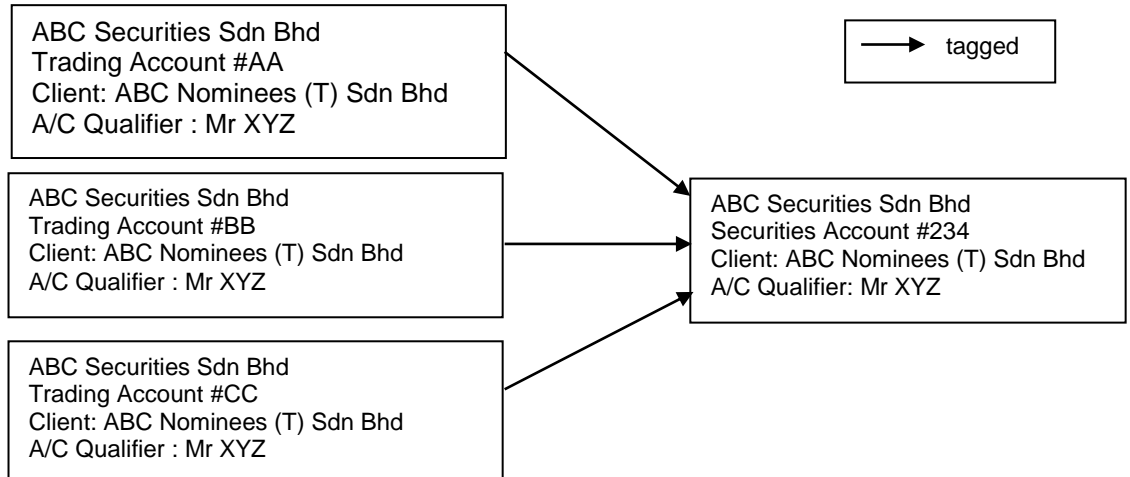 ABC Securities Sdn Bhd
Trading Account #AA
Client: ABC Nominees (T) Sdn Bhd
A/C Qualifier : Mr XYZ
tagged
ABC Securities Sdn Bhd
Trading Account #BB
Client: ABC Nominees (T) Sdn Bhd
A/C Qualifier : Mr XYZ
ABC Securities Sdn Bhd
Securities Account #234
Client: ABC Nominees (T) Sdn Bhd
A/C Qualifier: Mr XYZ
ABC Securities Sdn Bhd
Trading Account #CC
Client: ABC Nominees (T) Sdn Bhd
A/C Qualifier : Mr XYZ